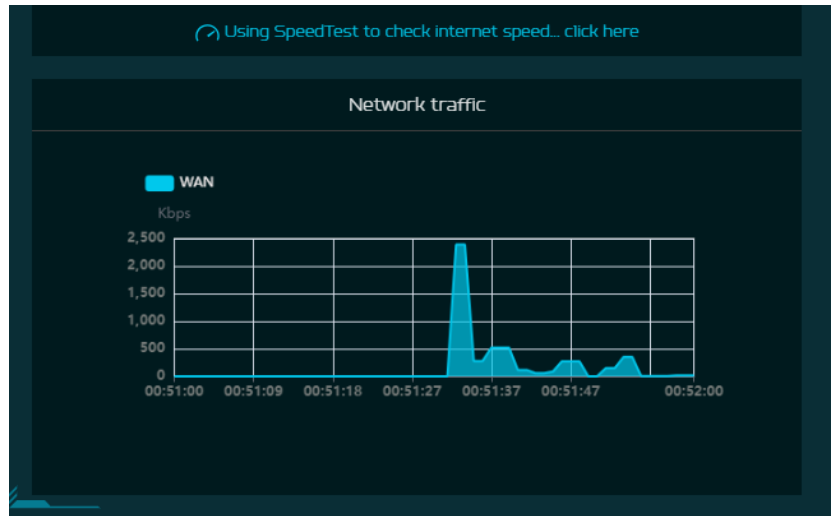 Using SpeedTest to check internet speed... click here
Network traffic
WAN
Kbps
2,500
2,000
1,500
1,000
500
0
00:51:00 00:51:09 00:51:18 00:51:27 00:51:37 00:51:47 00:52:00